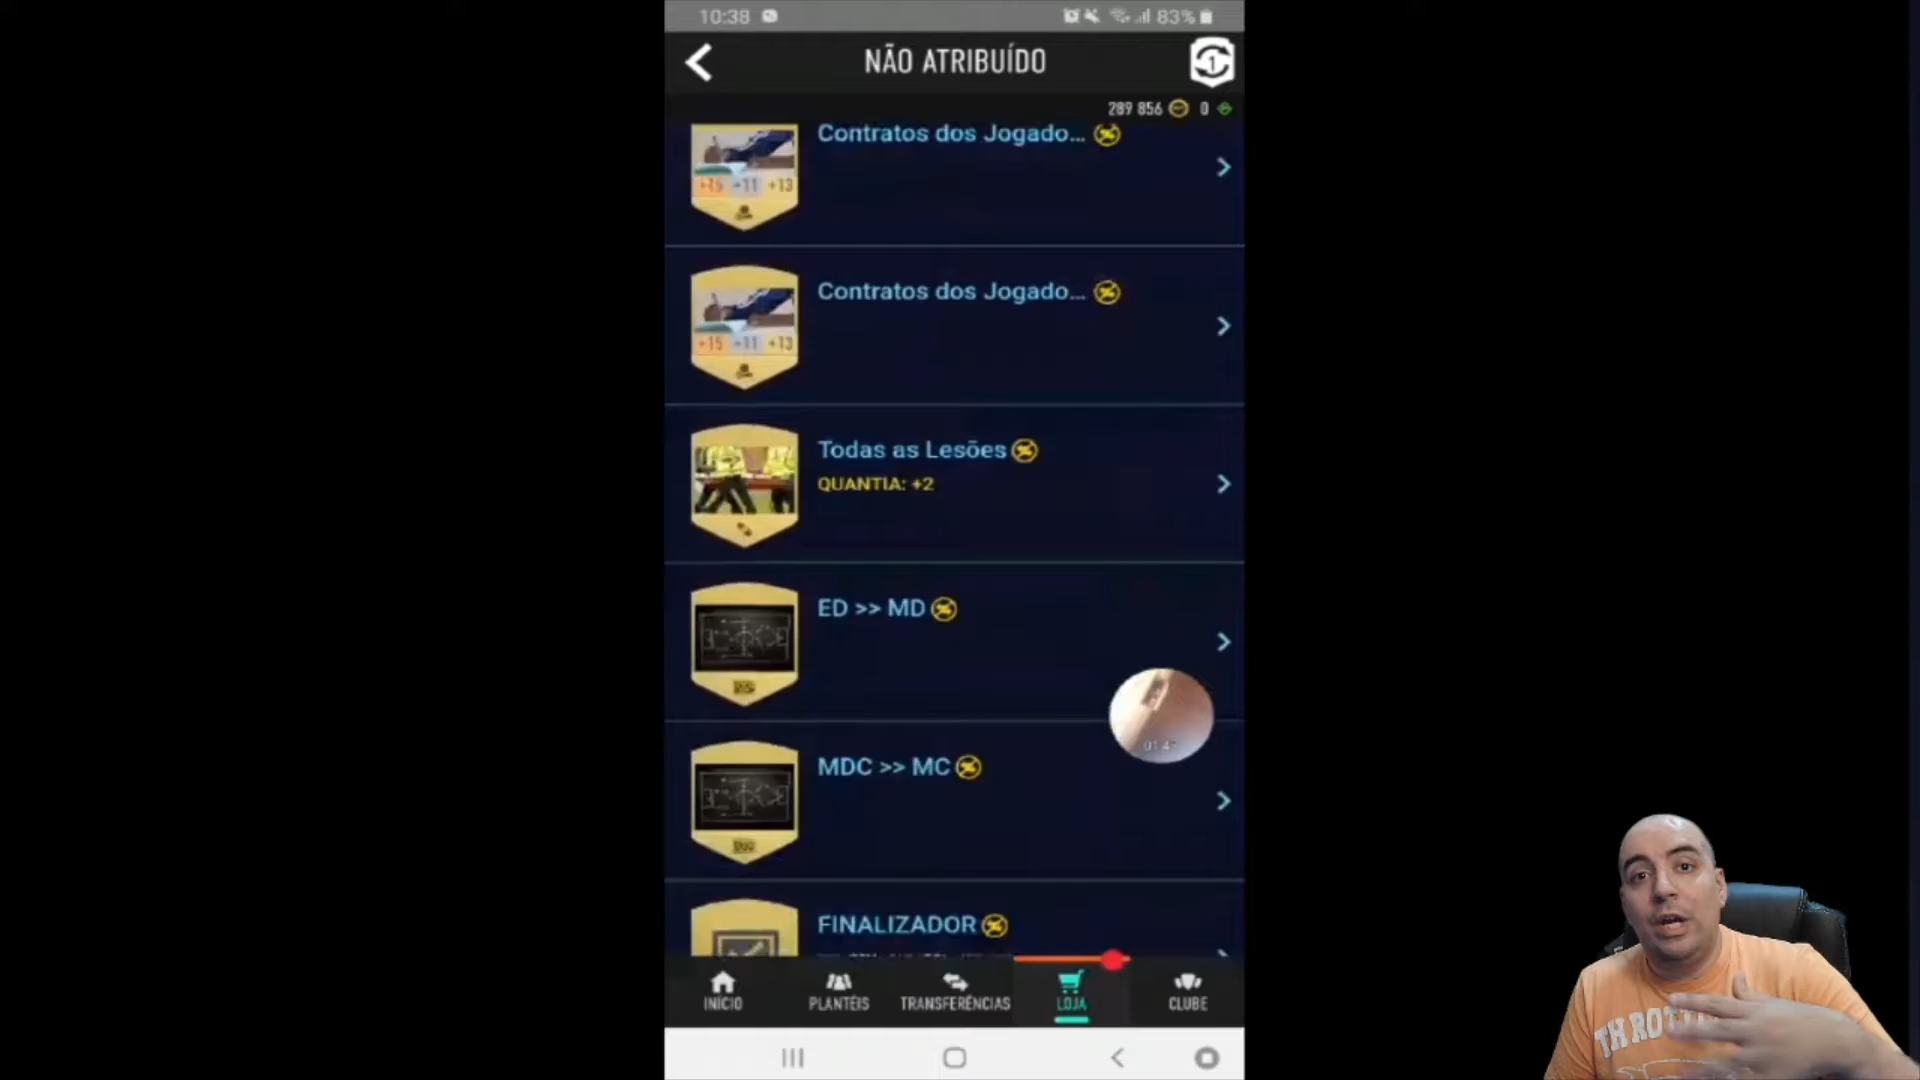 10:38
83%
NÃO ATRIBUÍDO
1
289 856
0
Contratos dos Jogado...
+15 +11 +13
Contratos dos Jogado...
+15 +11 +13
Todas as Lesões
QUANTIA: +2
ED >> MD
MDC >> MC
FINALIZADOR
INÍCIO
PLANTÉIS
TRANSFERÊNCIAS
LOJA
CLUBE